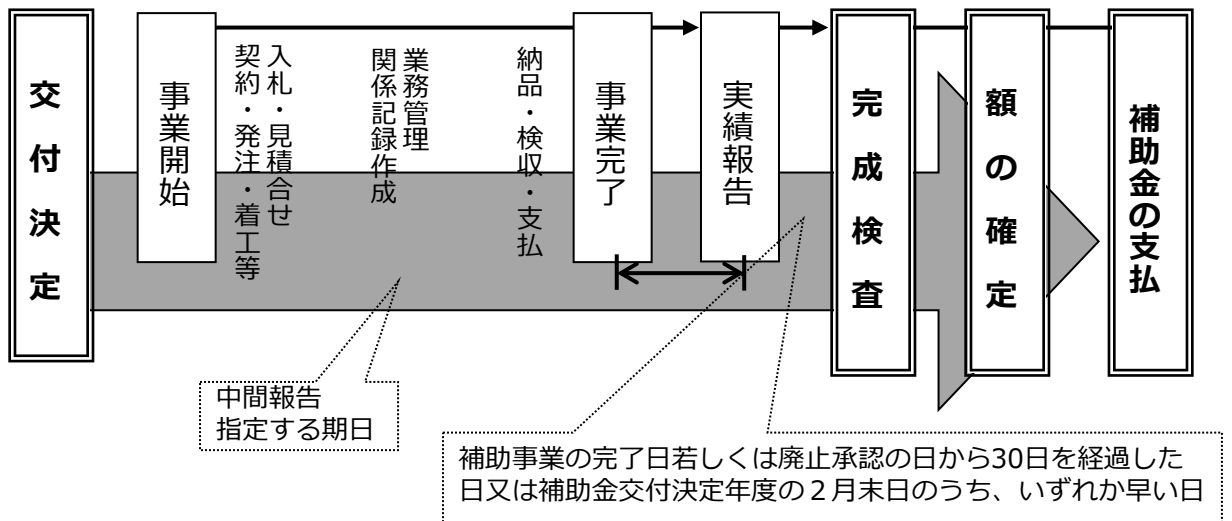 交付決定
事業開始
入札・見積合せ
契約・発注・着工等
業務管理
関係記録作成
納品・検収・支払
事業完了
実績報告
完成検査
額の確定
補助金の支払
中間報告
指定する期日
補助事業の完了日若しくは廃止承認の日から30日を経過した
日又は補助金交付決定年度の２月末日のうち、いずれか早い日